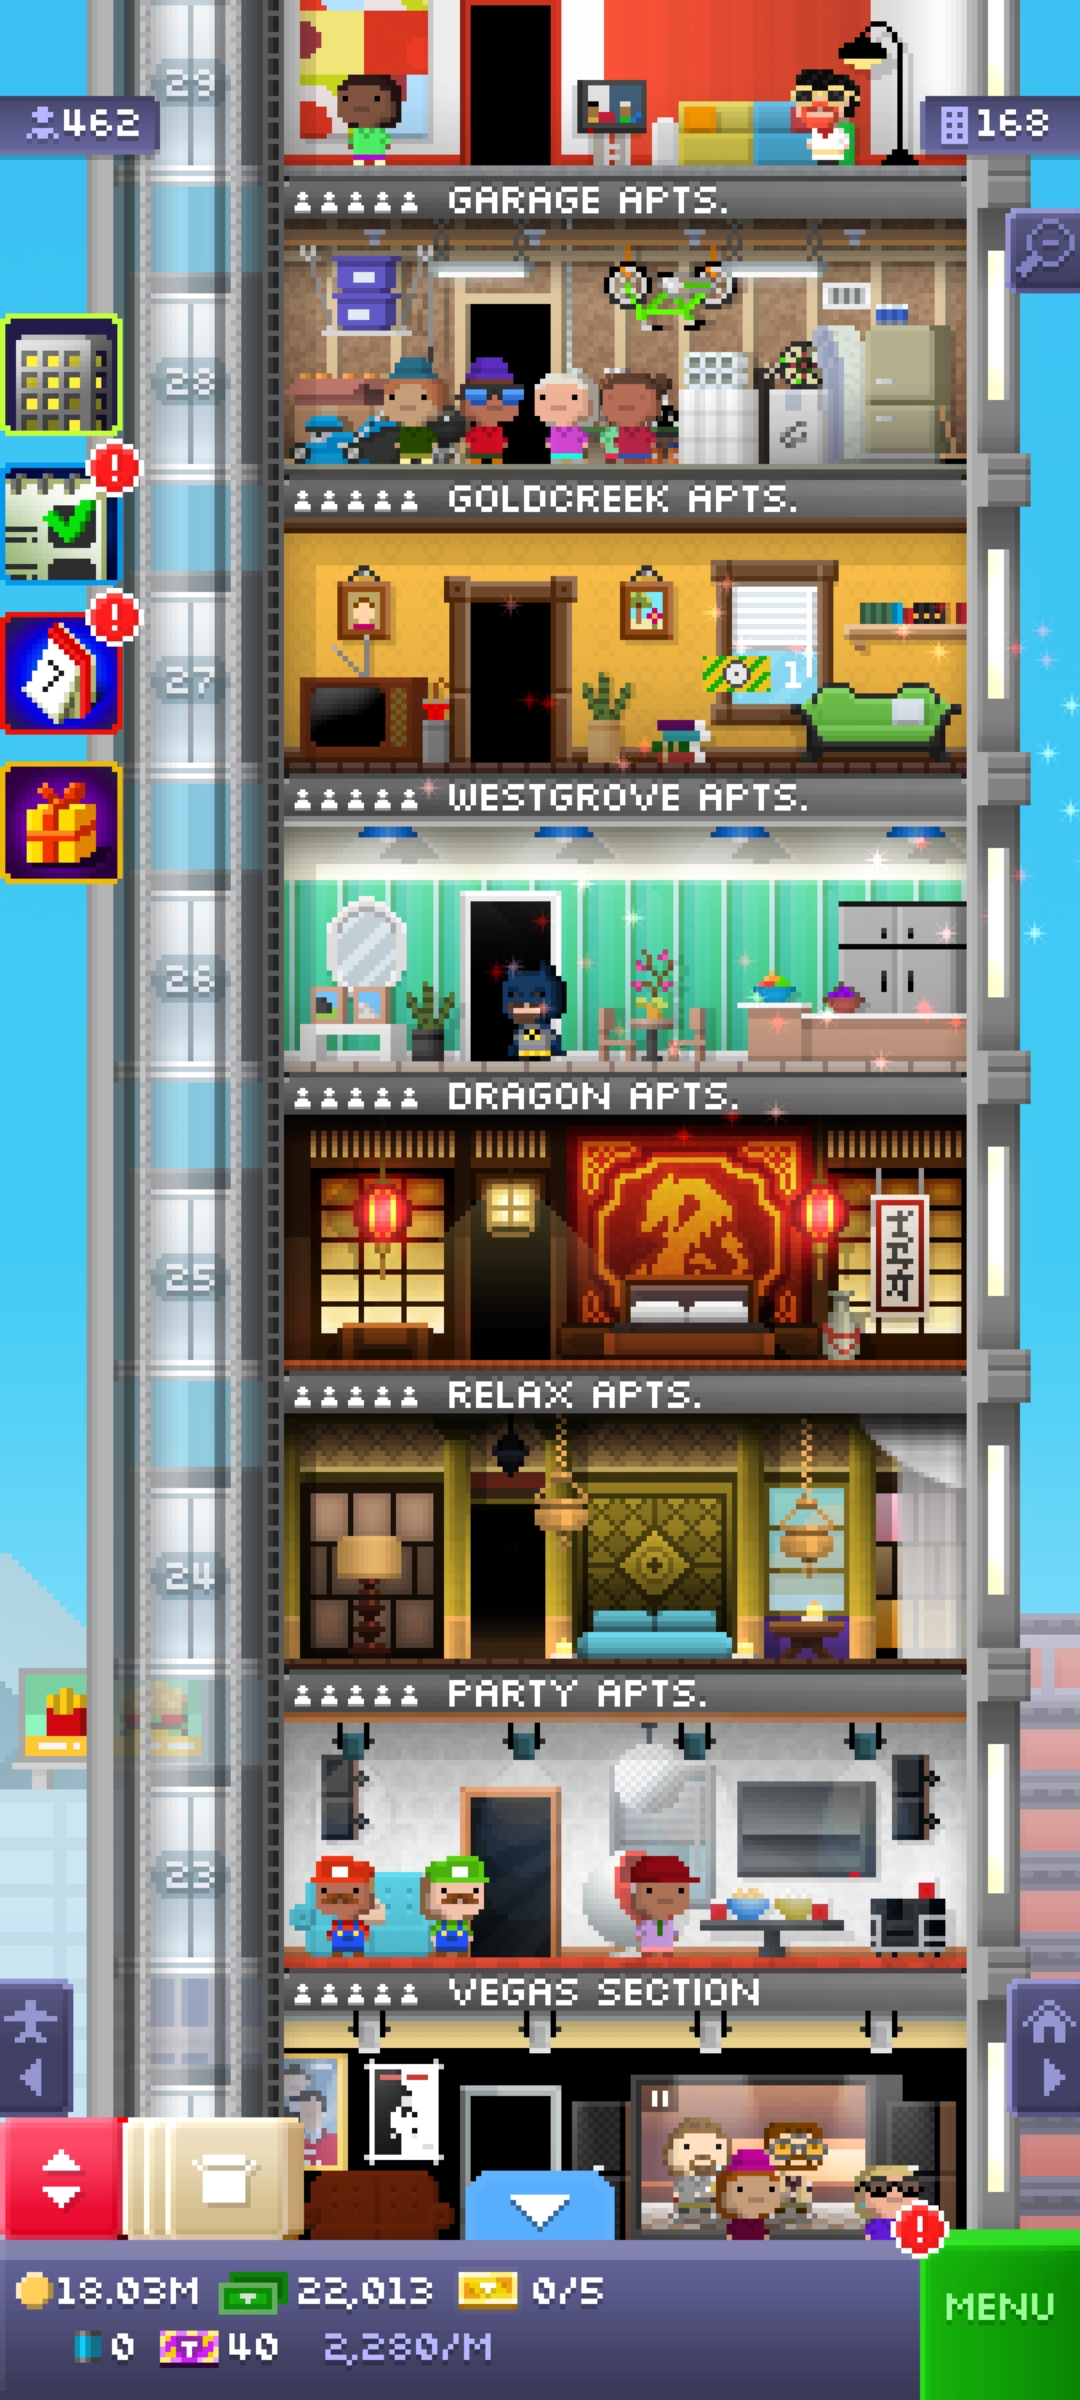 29
462
168
GARAGE APTS.
28
GOLDCREEK APTS.
27
7
1
WESTGROVE APTS.
26
DRAGON APTS.
25
RELAX APTS.
24
PARTY APTS.
23
VEGAS SECTION
18.03M 22,013 0/5
0 T 40 2,280/M
MENU